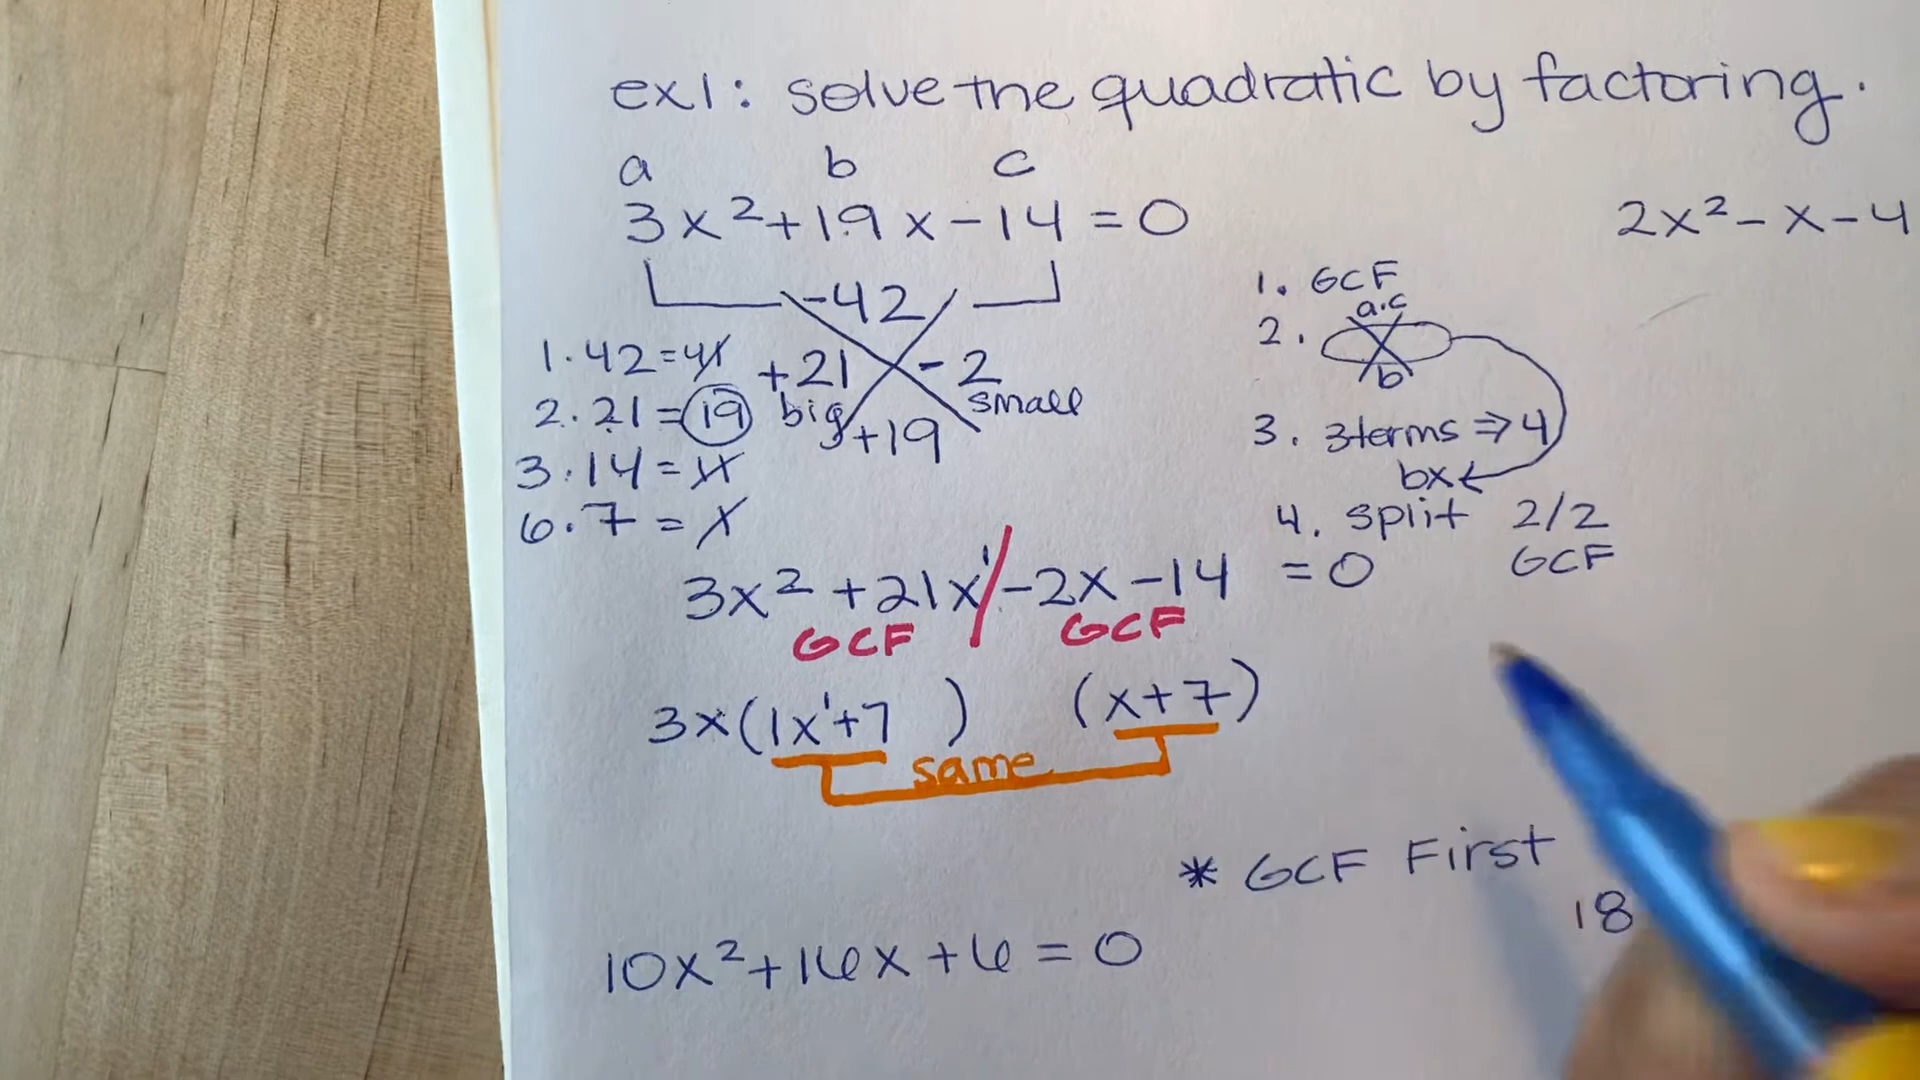 ex1: solve the quadratic by factoring.
a b c
3x²+19x-14=0
2x²-x-4
-42
1. GCF
a.c
2.
b
1.42=41
+21 -2
big small
2.21=19
+19
3.14=11
6.7=
3. 3terms⇒4
bx←
4. split 2/2
GCF
3x²+21x¹/-2x-14 =0
GCF GCF
3x(1x¹+7 ) (x+7)
same
* GCF First
18
10x²+16x+6=0